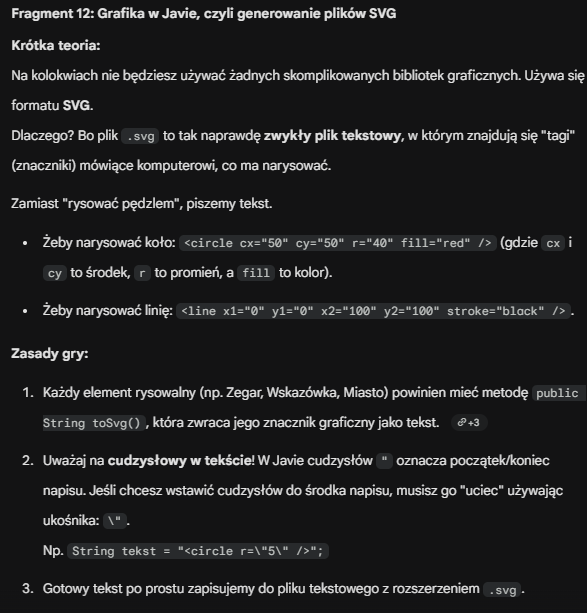 Fragment 12: Grafika w Javie, czyli generowanie plików SVG
Krótka teoria:
Na kolokwiach nie będziesz używać żadnych skomplikowanych bibliotek graficznych. Używa się
formatu SVG.
Dlaczego? Bo plik .svg to tak naprawdę zwykły plik tekstowy, w którym znajdują się "tagi"
(znaczniki) mówiące komputerowi, co ma narysować.
Zamiast "rysować pędzlem", piszemy tekst.
• Żeby narysować koło: <circle cx="50" cy="50" r="40" fill="red" /> (gdzie cx i
cy to środek, r to promień, a fill to kolor).
• Żeby narysować linię: <line x1="0" y1="0" x2="100" y2="100" stroke="black" />.
Zasady gry:
1. Każdy element rysowalny (np. Zegar, Wskazówka, Miasto) powinien mieć metodę public
String toSvg(), która zwraca jego znacznik graficzny jako tekst. +3
2. Uważaj na cudzysłowy w tekście! W Javie cudzysłów " oznacza początek/koniec
napisu. Jeśli chcesz wstawić cudzysłów do środka napisu, musisz go "uciec" używając
ukośnika: \".
Np. String tekst = "<circle r=\"5\" />";
3. Gotowy tekst po prostu zapisujemy do pliku tekstowego z rozszerzeniem .svg.